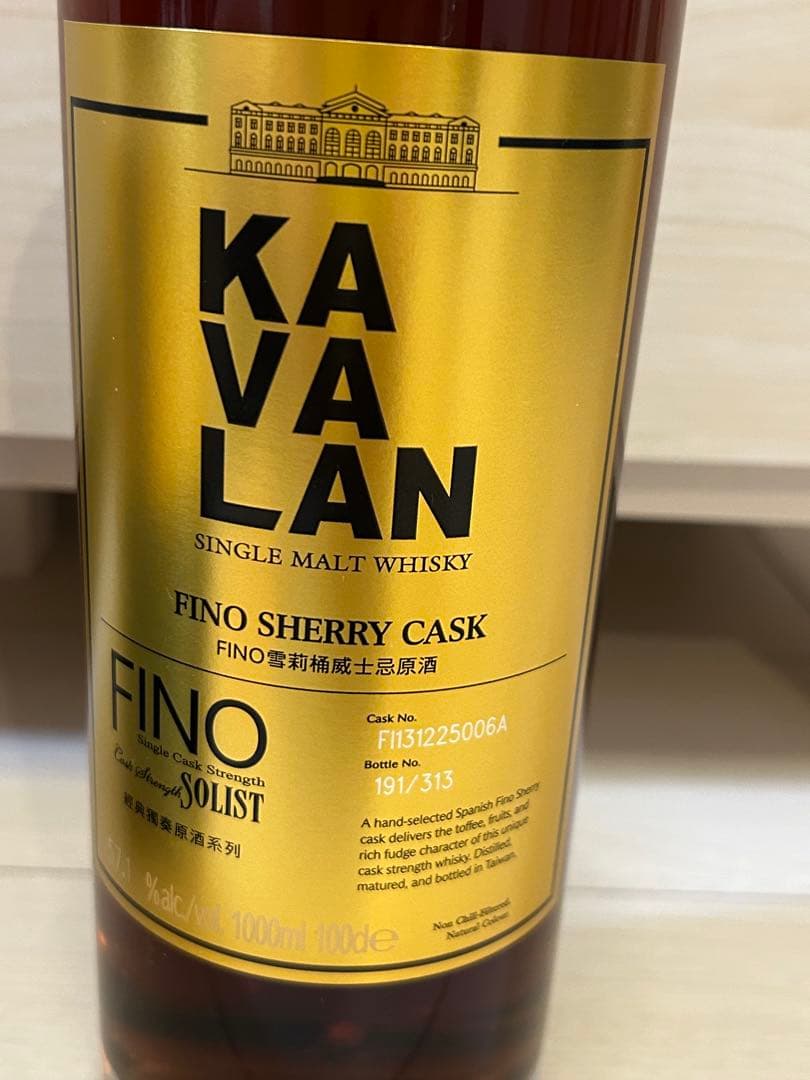 KA
VA
LAN
SINGLE MALT WHISKY
FINO SHERRY CASK
FINO雪莉桶威士忌原酒
FINO
Single Cask Strength
Cask Strength SOLIST
經典獨奏原酒系列
Cask No.
FI131225006A
Bottle No.
191/313
A hand-selected Spanish Fino Sherry
cask delivers the toffee, fruits, and
rich fudge character of this unique
cask strength whisky. Distilled,
matured, and bottled in Taiwan.
57.1 %alc/vol. 1000ml 100cl e
Non Chill-Filtered,
Natural Colour